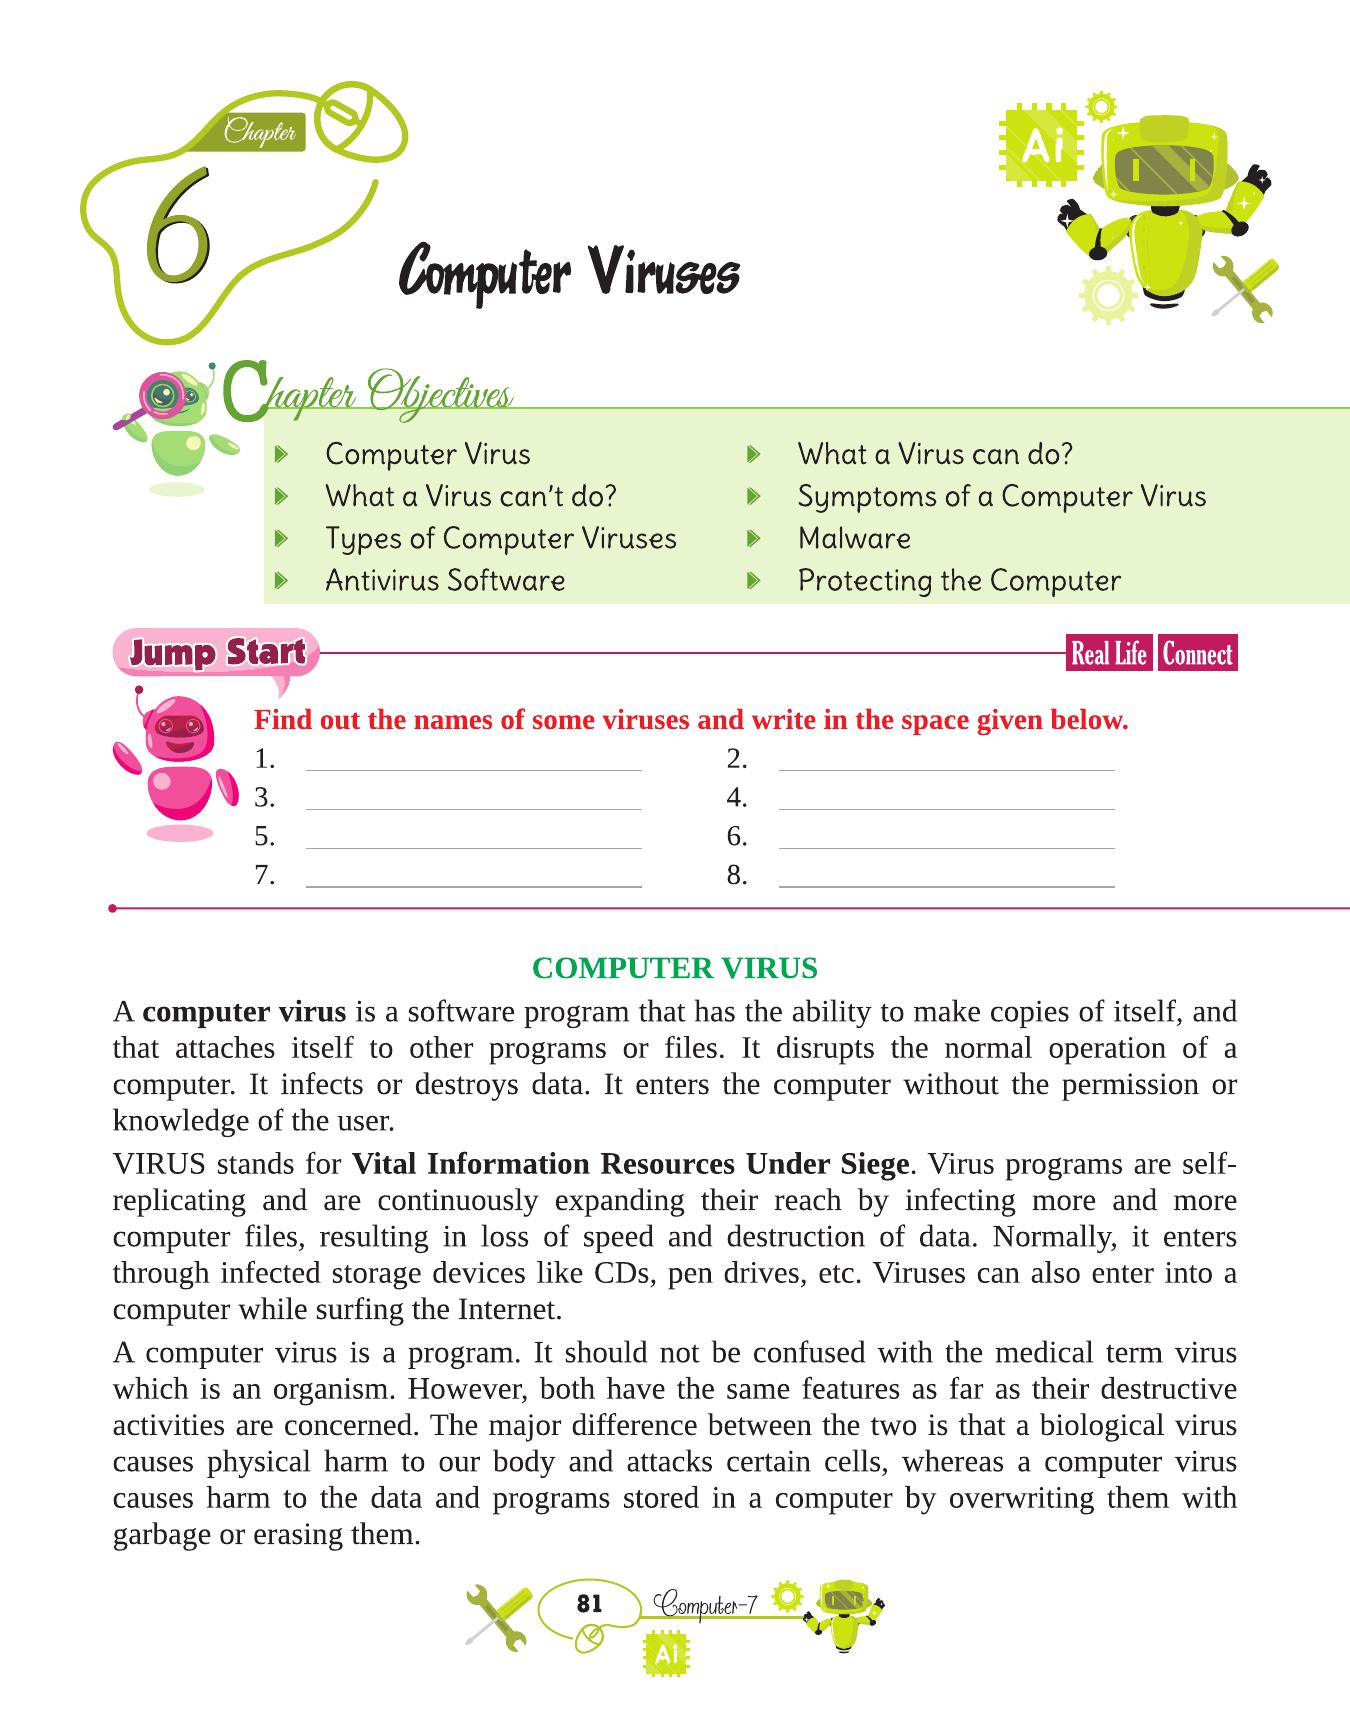 Chapter
6
Ai
Computer Viruses
Chapter Objectives
Computer Virus
What a Virus can do?
What a Virus can't do?
Symptoms of a Computer Virus
Types of Computer Viruses
Malware
Antivirus Software
Protecting the Computer
Jump Start
Real Life Connect
Find out the names of some viruses and write in the space given below.
1. 2.
3. 4.
5. 6.
7. 8.
COMPUTER VIRUS
A computer virus is a software program that has the ability to make copies of itself, and
that attaches itself to other programs or files. It disrupts the normal operation of a
computer. It infects or destroys data. It enters the computer without the permission or
knowledge of the user.
VIRUS stands for Vital Information Resources Under Siege. Virus programs are self-
replicating and are continuously expanding their reach by infecting more and more
computer files, resulting in loss of speed and destruction of data. Normally, it enters
through infected storage devices like CDs, pen drives, etc. Viruses can also enter into a
computer while surfing the Internet.
A computer virus is a program. It should not be confused with the medical term virus
which is an organism. However, both have the same features as far as their destructive
activities are concerned. The major difference between the two is that a biological virus
causes physical harm to our body and attacks certain cells, whereas a computer virus
causes harm to the data and programs stored in a computer by overwriting them with
garbage or erasing them.
81
Computer-7
Ai